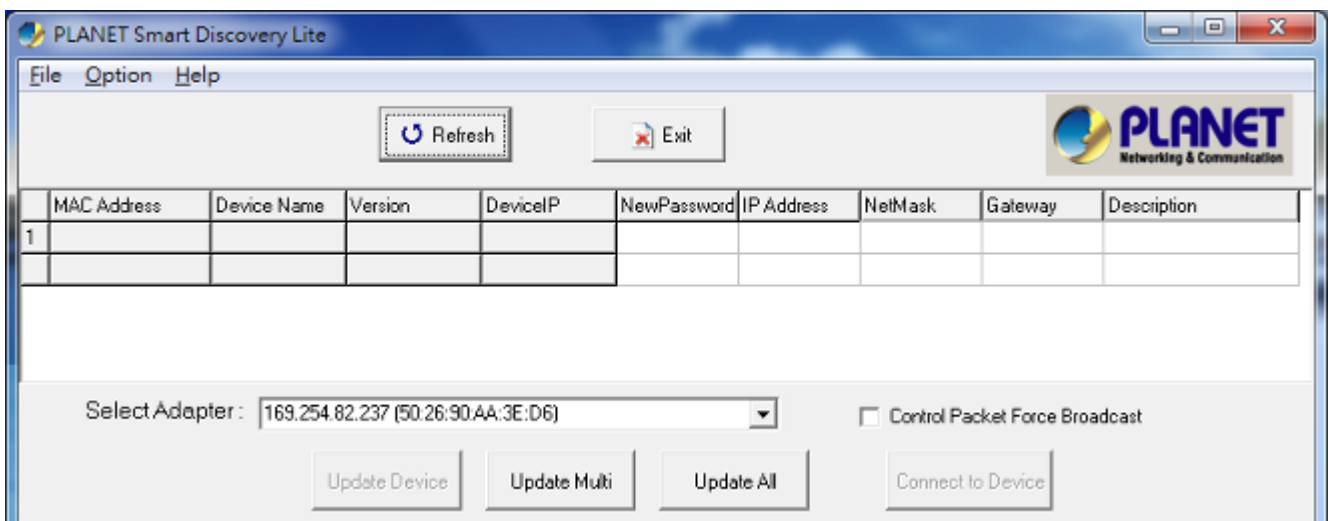 PLANET Smart Discovery Lite
File Option Help
Refresh Exit PLANET
Networking & Communication
MAC Address Device Name Version DeviceIP NewPassword IP Address NetMask Gateway Description
1
Select Adapter : 169.254.82.237 (50:26:90:AA:3E:D6) Control Packet Force Broadcast
Update Device Update Multi Update All Connect to Device